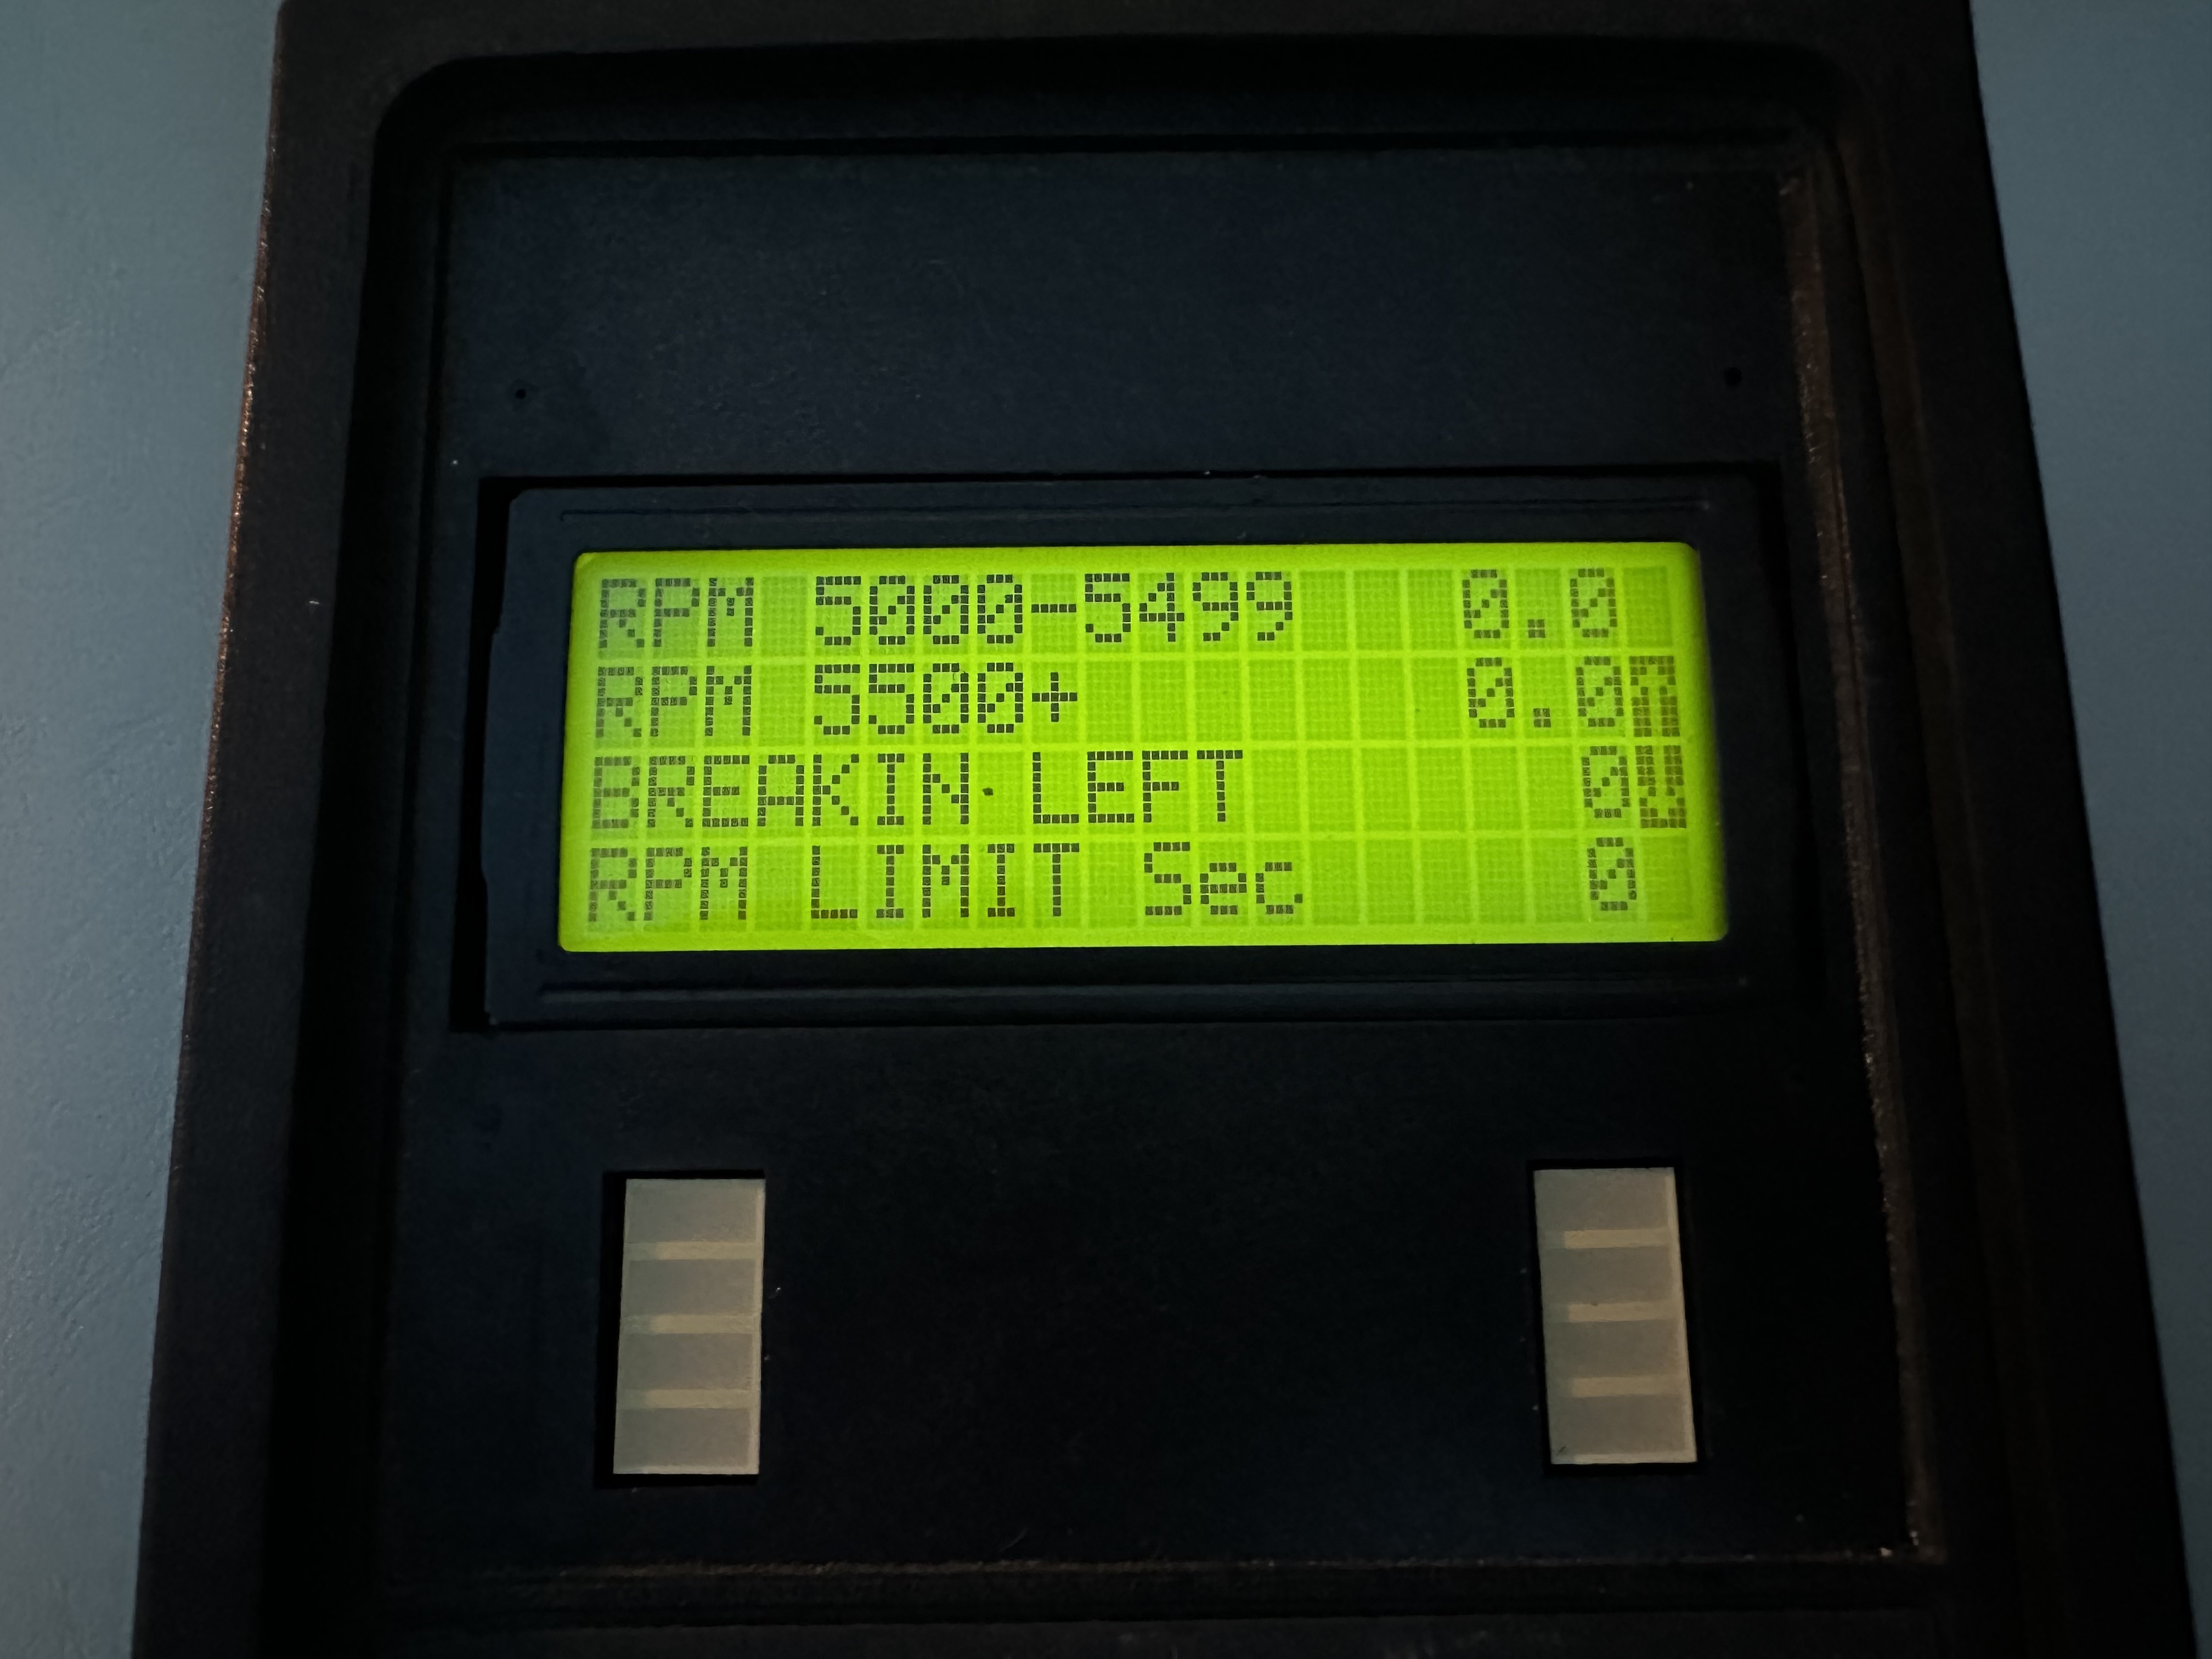 RPM 5000-5499 0.0
RPM 5500+ 0.0
BREAKIN LEFT 0
RPM LIMIT Sec 0